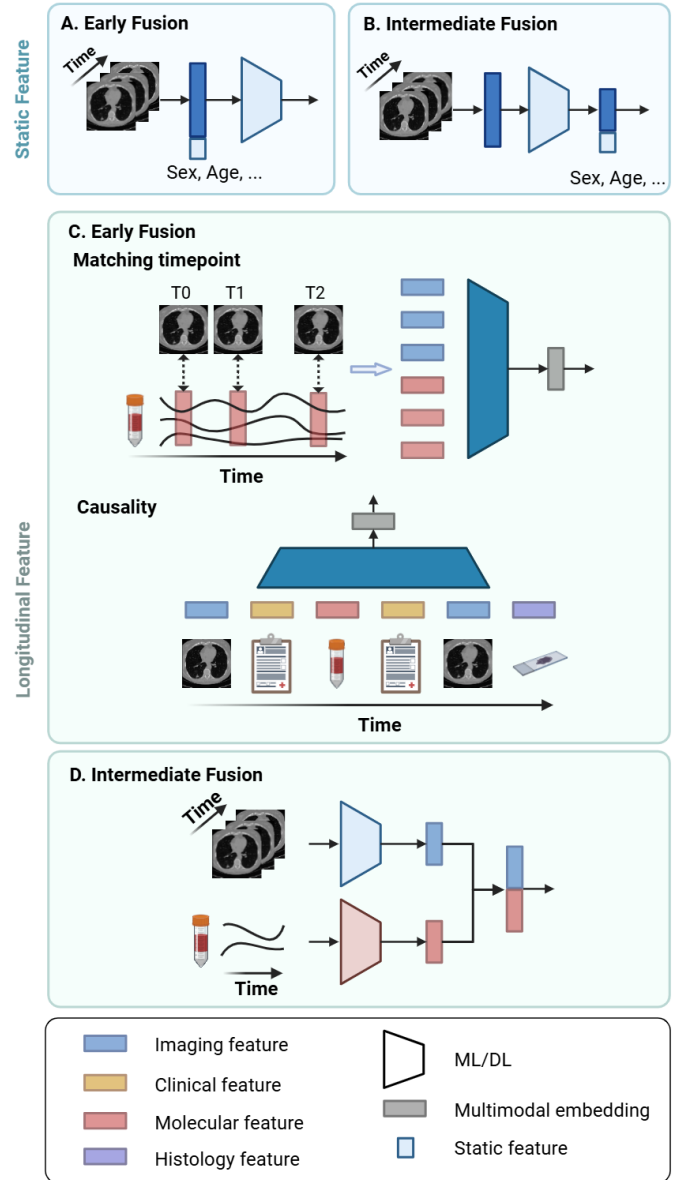 Static Feature
A. Early Fusion
Time
Sex, Age, ...
B. Intermediate Fusion
Time
Sex, Age, ...
Longitudinal Feature
C. Early Fusion
Matching timepoint
T0
T1
T2
Time
Causality
Time
D. Intermediate Fusion
Time
Time
Imaging feature
Clinical feature
Molecular feature
Histology feature
ML/DL
Multimodal embedding
Static feature